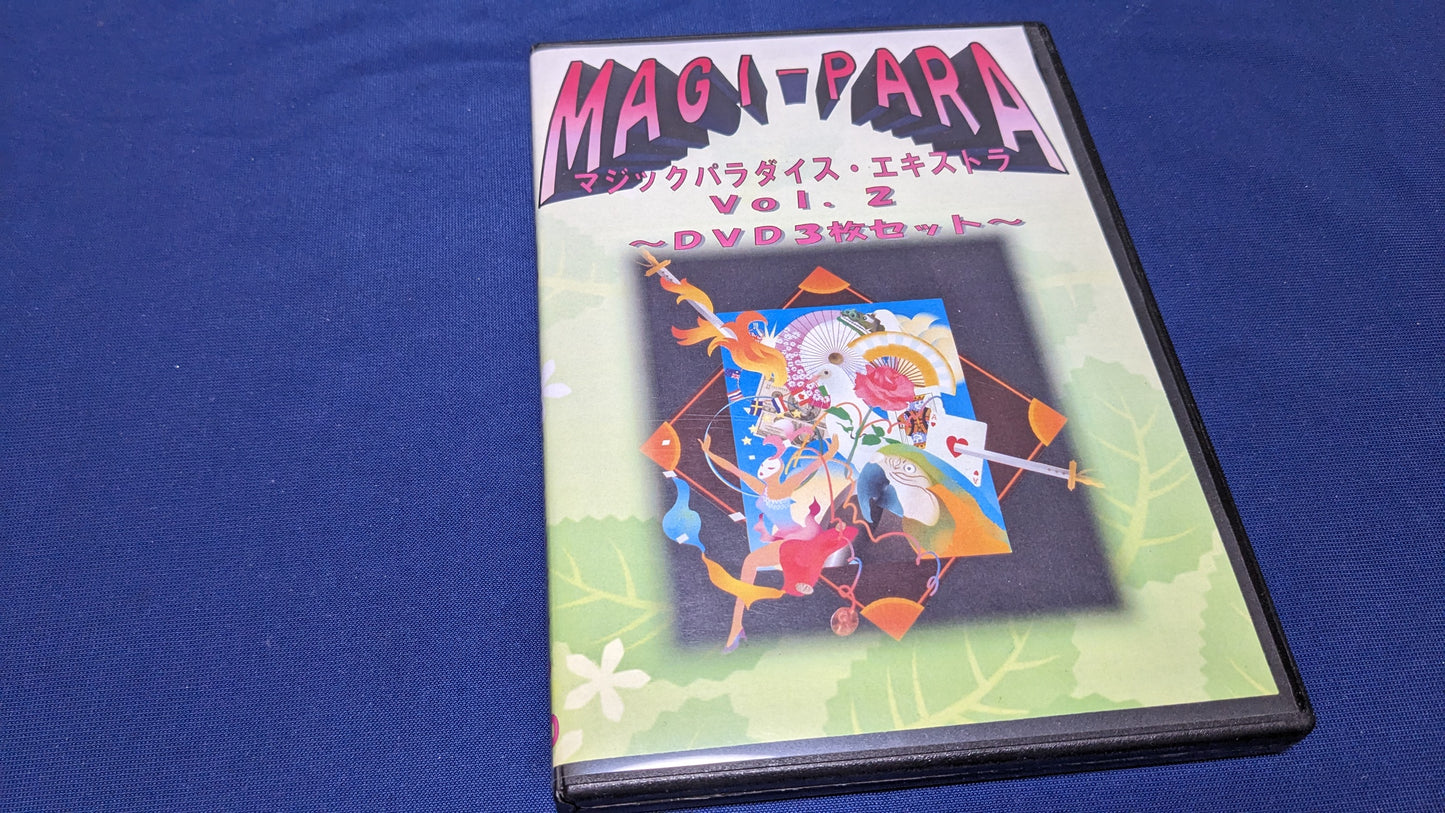 MAGI-PARA
マジックパラダイス・エキストラ
Vol. 2
～DVD3枚セット～
A